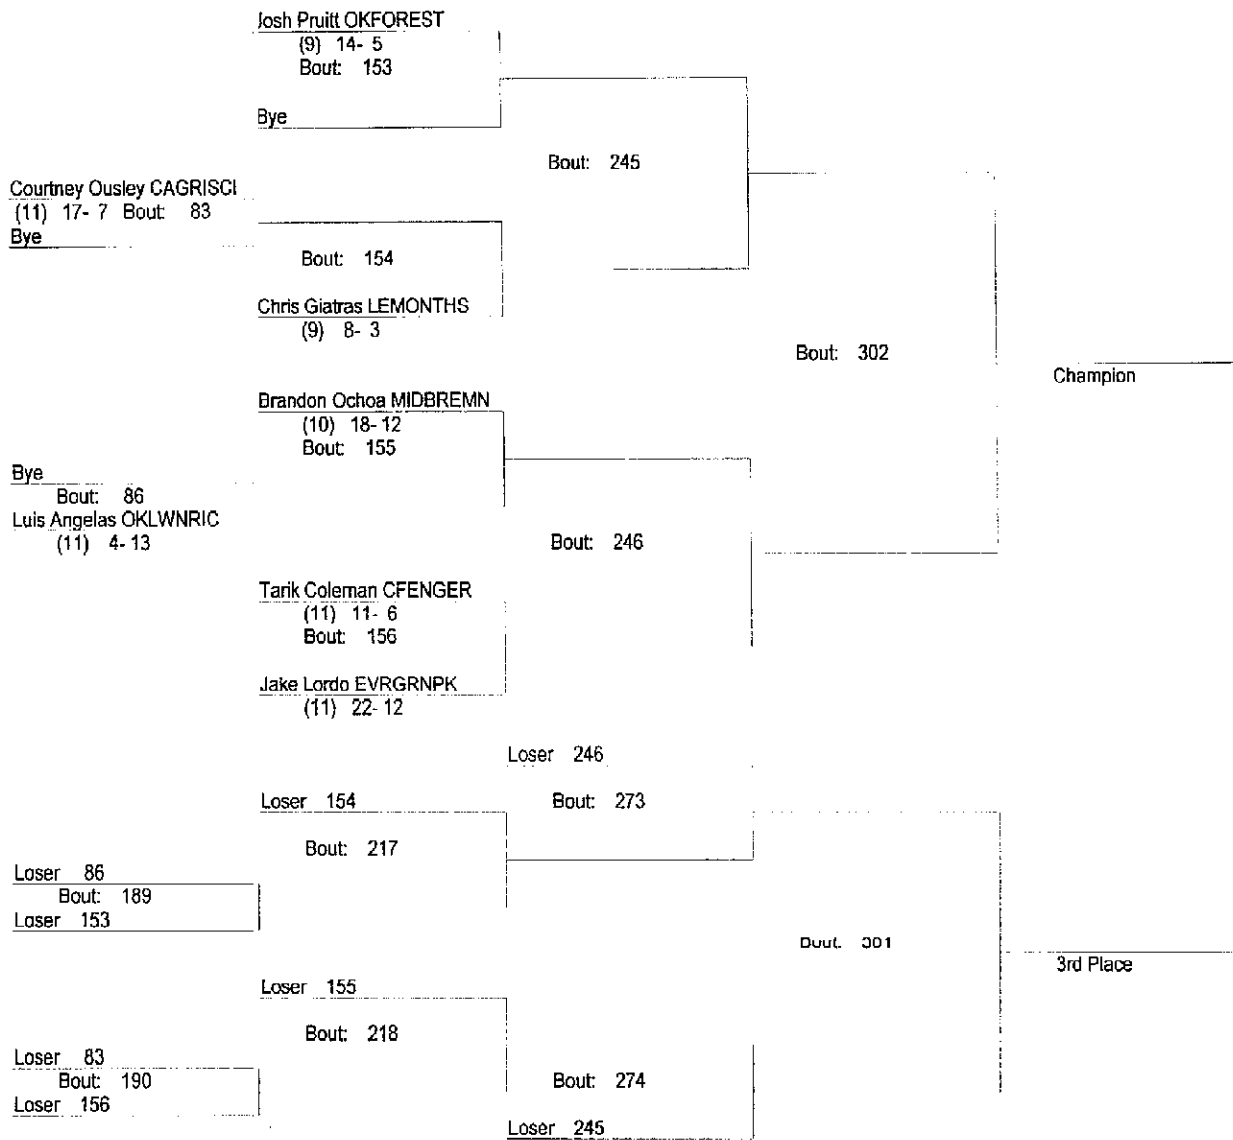 Josh Pruitt OKFOREST
(9) 14- 5
Bout: 153
Bye
Bout: 245
Courtney Ousley CAGRISCI
(11) 17- 7 Bout: 83
Bye
Bout: 154
Chris Giatras LEMONTHS
(9) 8- 3
Bout: 302
Champion
Brandon Ochoa MIDBREMN
(10) 18- 12
Bout: 155
Bye
Bout: 86
Luis Angelas OKLWNRIC
(11) 4- 13
Bout: 246
Tarik Coleman CFENGER
(11) 11- 6
Bout: 156
Jake Lordo EVRGRNPK
(11) 22- 12
Loser 246
Loser 154
Bout: 273
Bout: 217
Loser 86
Bout: 189
Loser 153
Bout: 301
3rd Place
Loser 155
Bout: 218
Loser 83
Bout: 190
Loser 156
Bout: 274
Loser 245